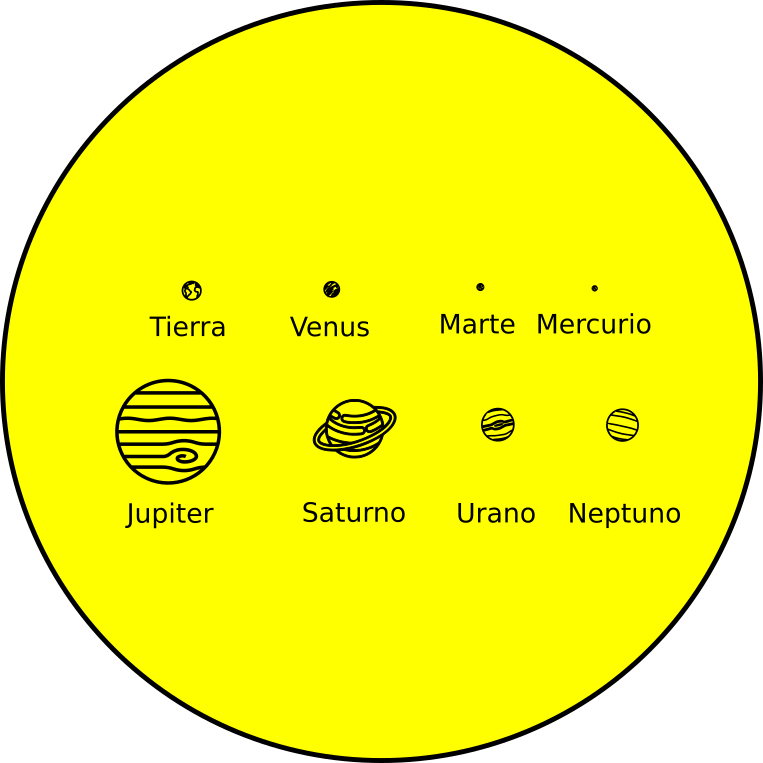 Tierra
Venus
Marte
Mercurio
Jupiter
Saturno
Urano
Neptuno